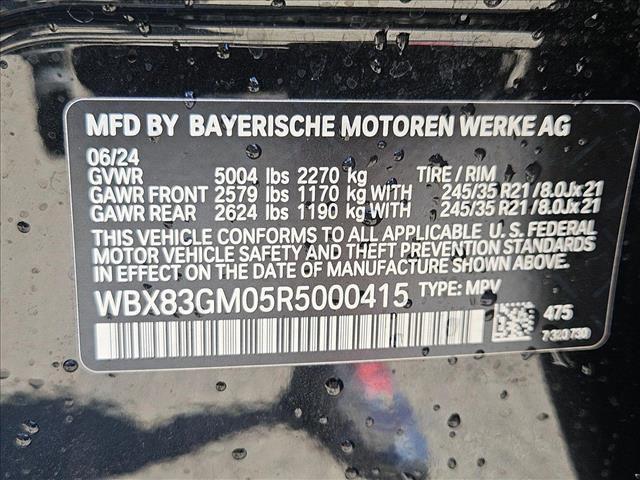 MFD BY BAYERISCHE MOTOREN WERKE AG
06/24
GVWR 5004 lbs 2270 kg TIRE / RIM
GAWR FRONT 2579 lbs 1170 kg WITH 245/35 R21 /8.0Jx21
GAWR REAR 2624 lbs 1190 kg WITH 245/35 R21 /8.0Jx21
THIS VEHICLE CONFORMS TO ALL APPLICABLE U. S. FEDERAL
MOTOR VEHICLE SAFETY AND THEFT PREVENTION STANDARDS
IN EFFECT ON THE DATE OF MANUFACTURE SHOWN ABOVE.
WBX83GM05R5000415 TYPE: MPV
475